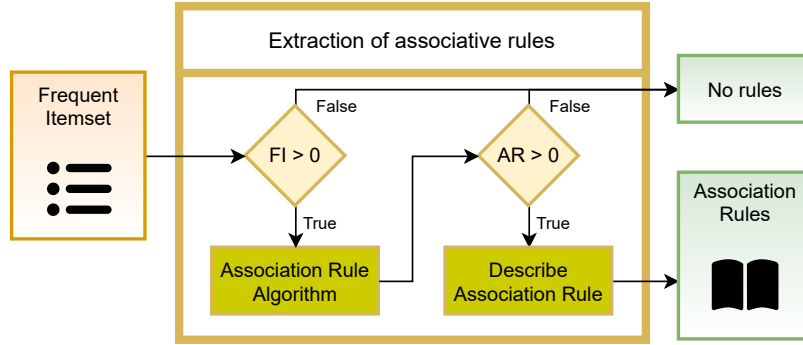 Extraction of associative rules
Frequent
Itemset
False
False
No rules
FI > 0
AR > 0
True
True
Association Rule
Algorithm
Describe
Association Rule
Association
Rules